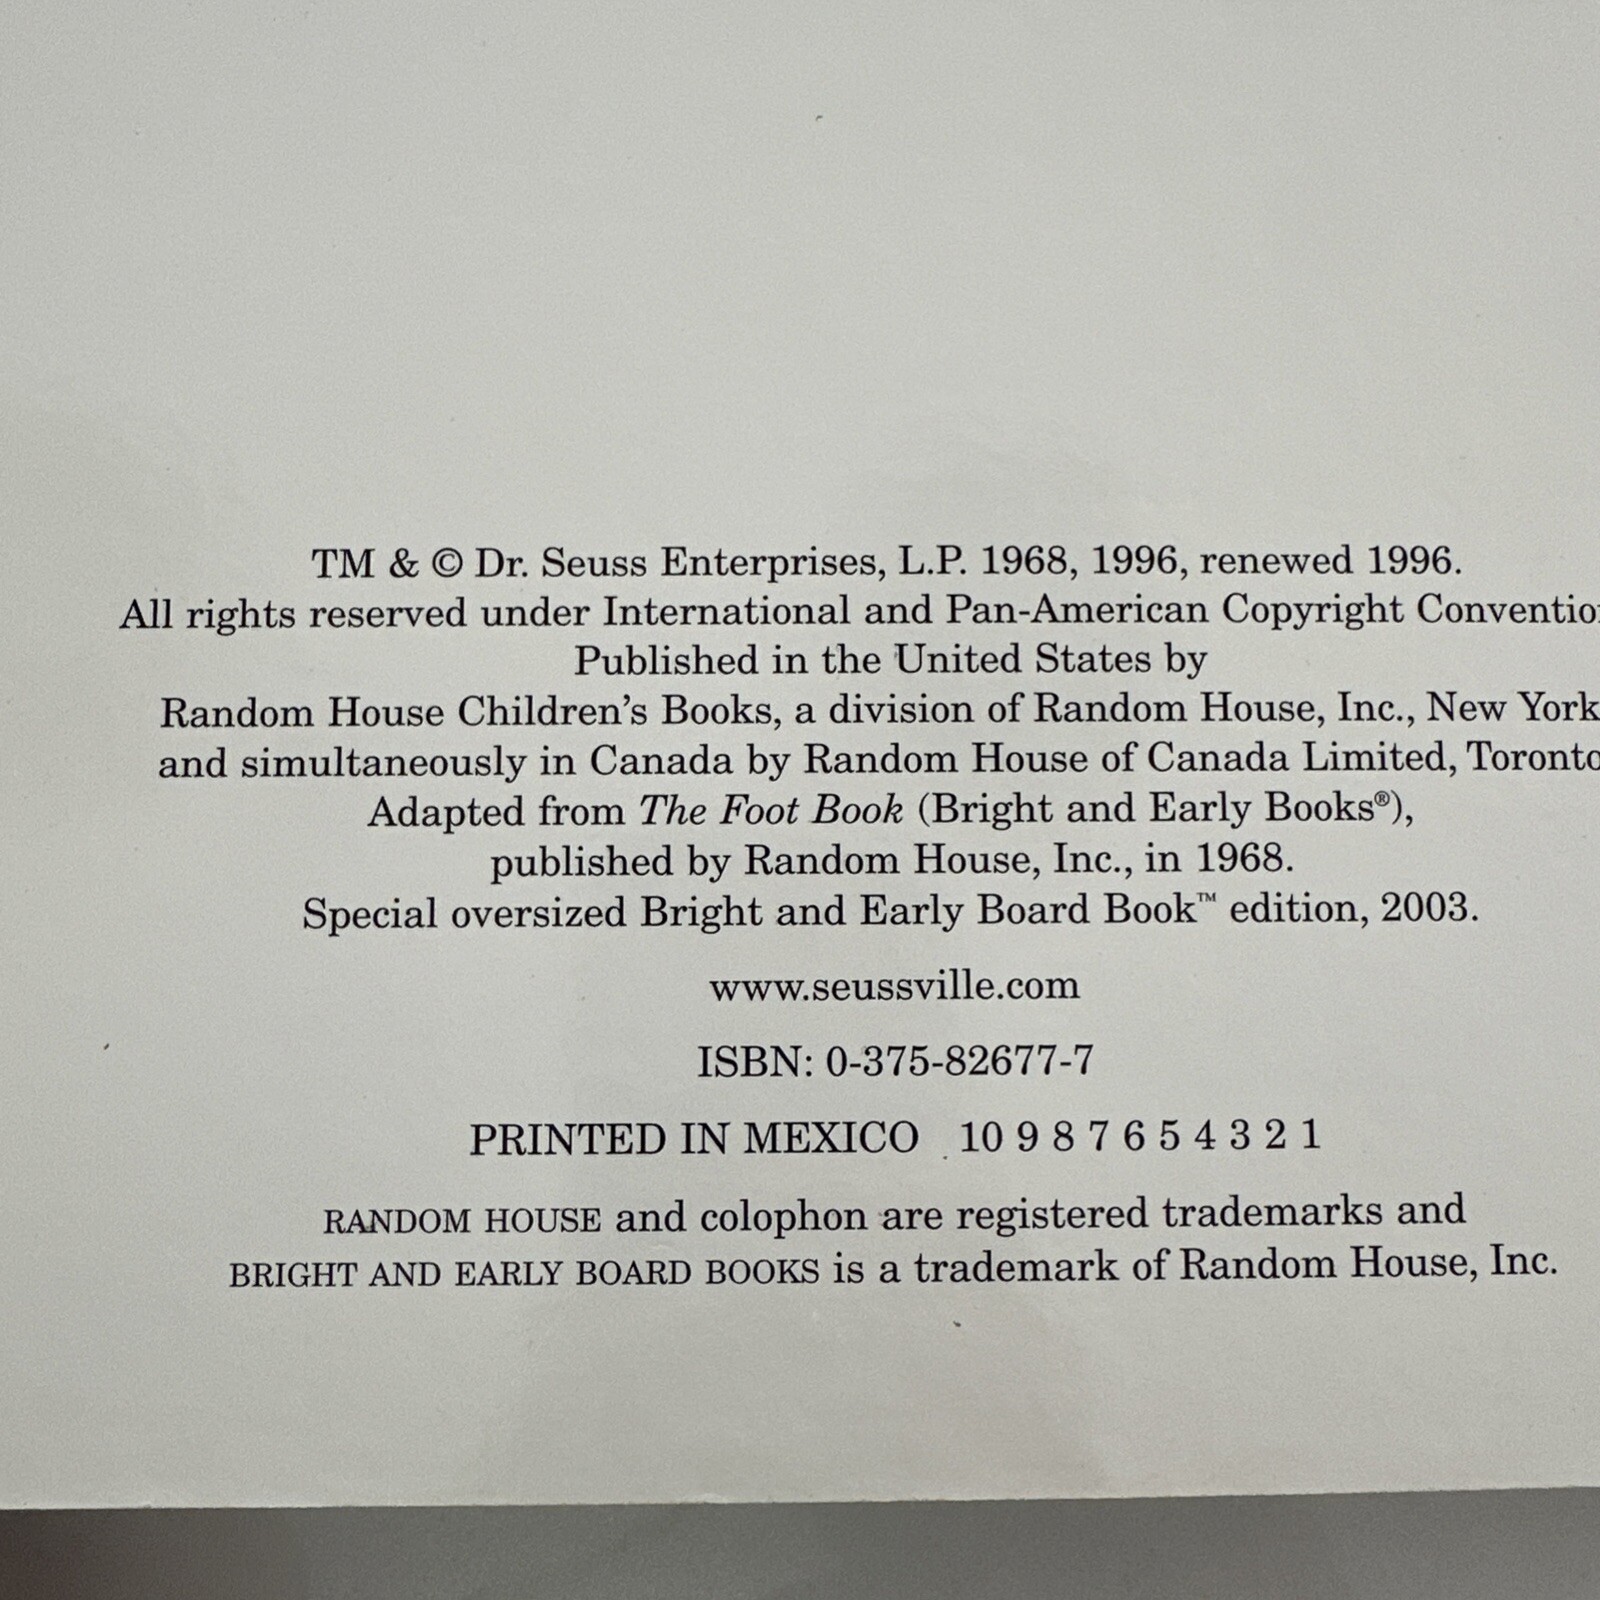 TM & © Dr. Seuss Enterprises, L.P. 1968, 1996, renewed 1996.
All rights reserved under International and Pan-American Copyright Conventio
Published in the United States by
Random House Children's Books, a division of Random House, Inc., New York
and simultaneously in Canada by Random House of Canada Limited, Toronto
Adapted from The Foot Book (Bright and Early Books®),
published by Random House, Inc., in 1968.
Special oversized Bright and Early Board Book™ edition, 2003.
www.seussville.com
ISBN: 0-375-82677-7
PRINTED IN MEXICO 10 9 8 7 6 5 4 3 2 1
RANDOM HOUSE and colophon are registered trademarks and
BRIGHT AND EARLY BOARD BOOKS is a trademark of Random House, Inc.